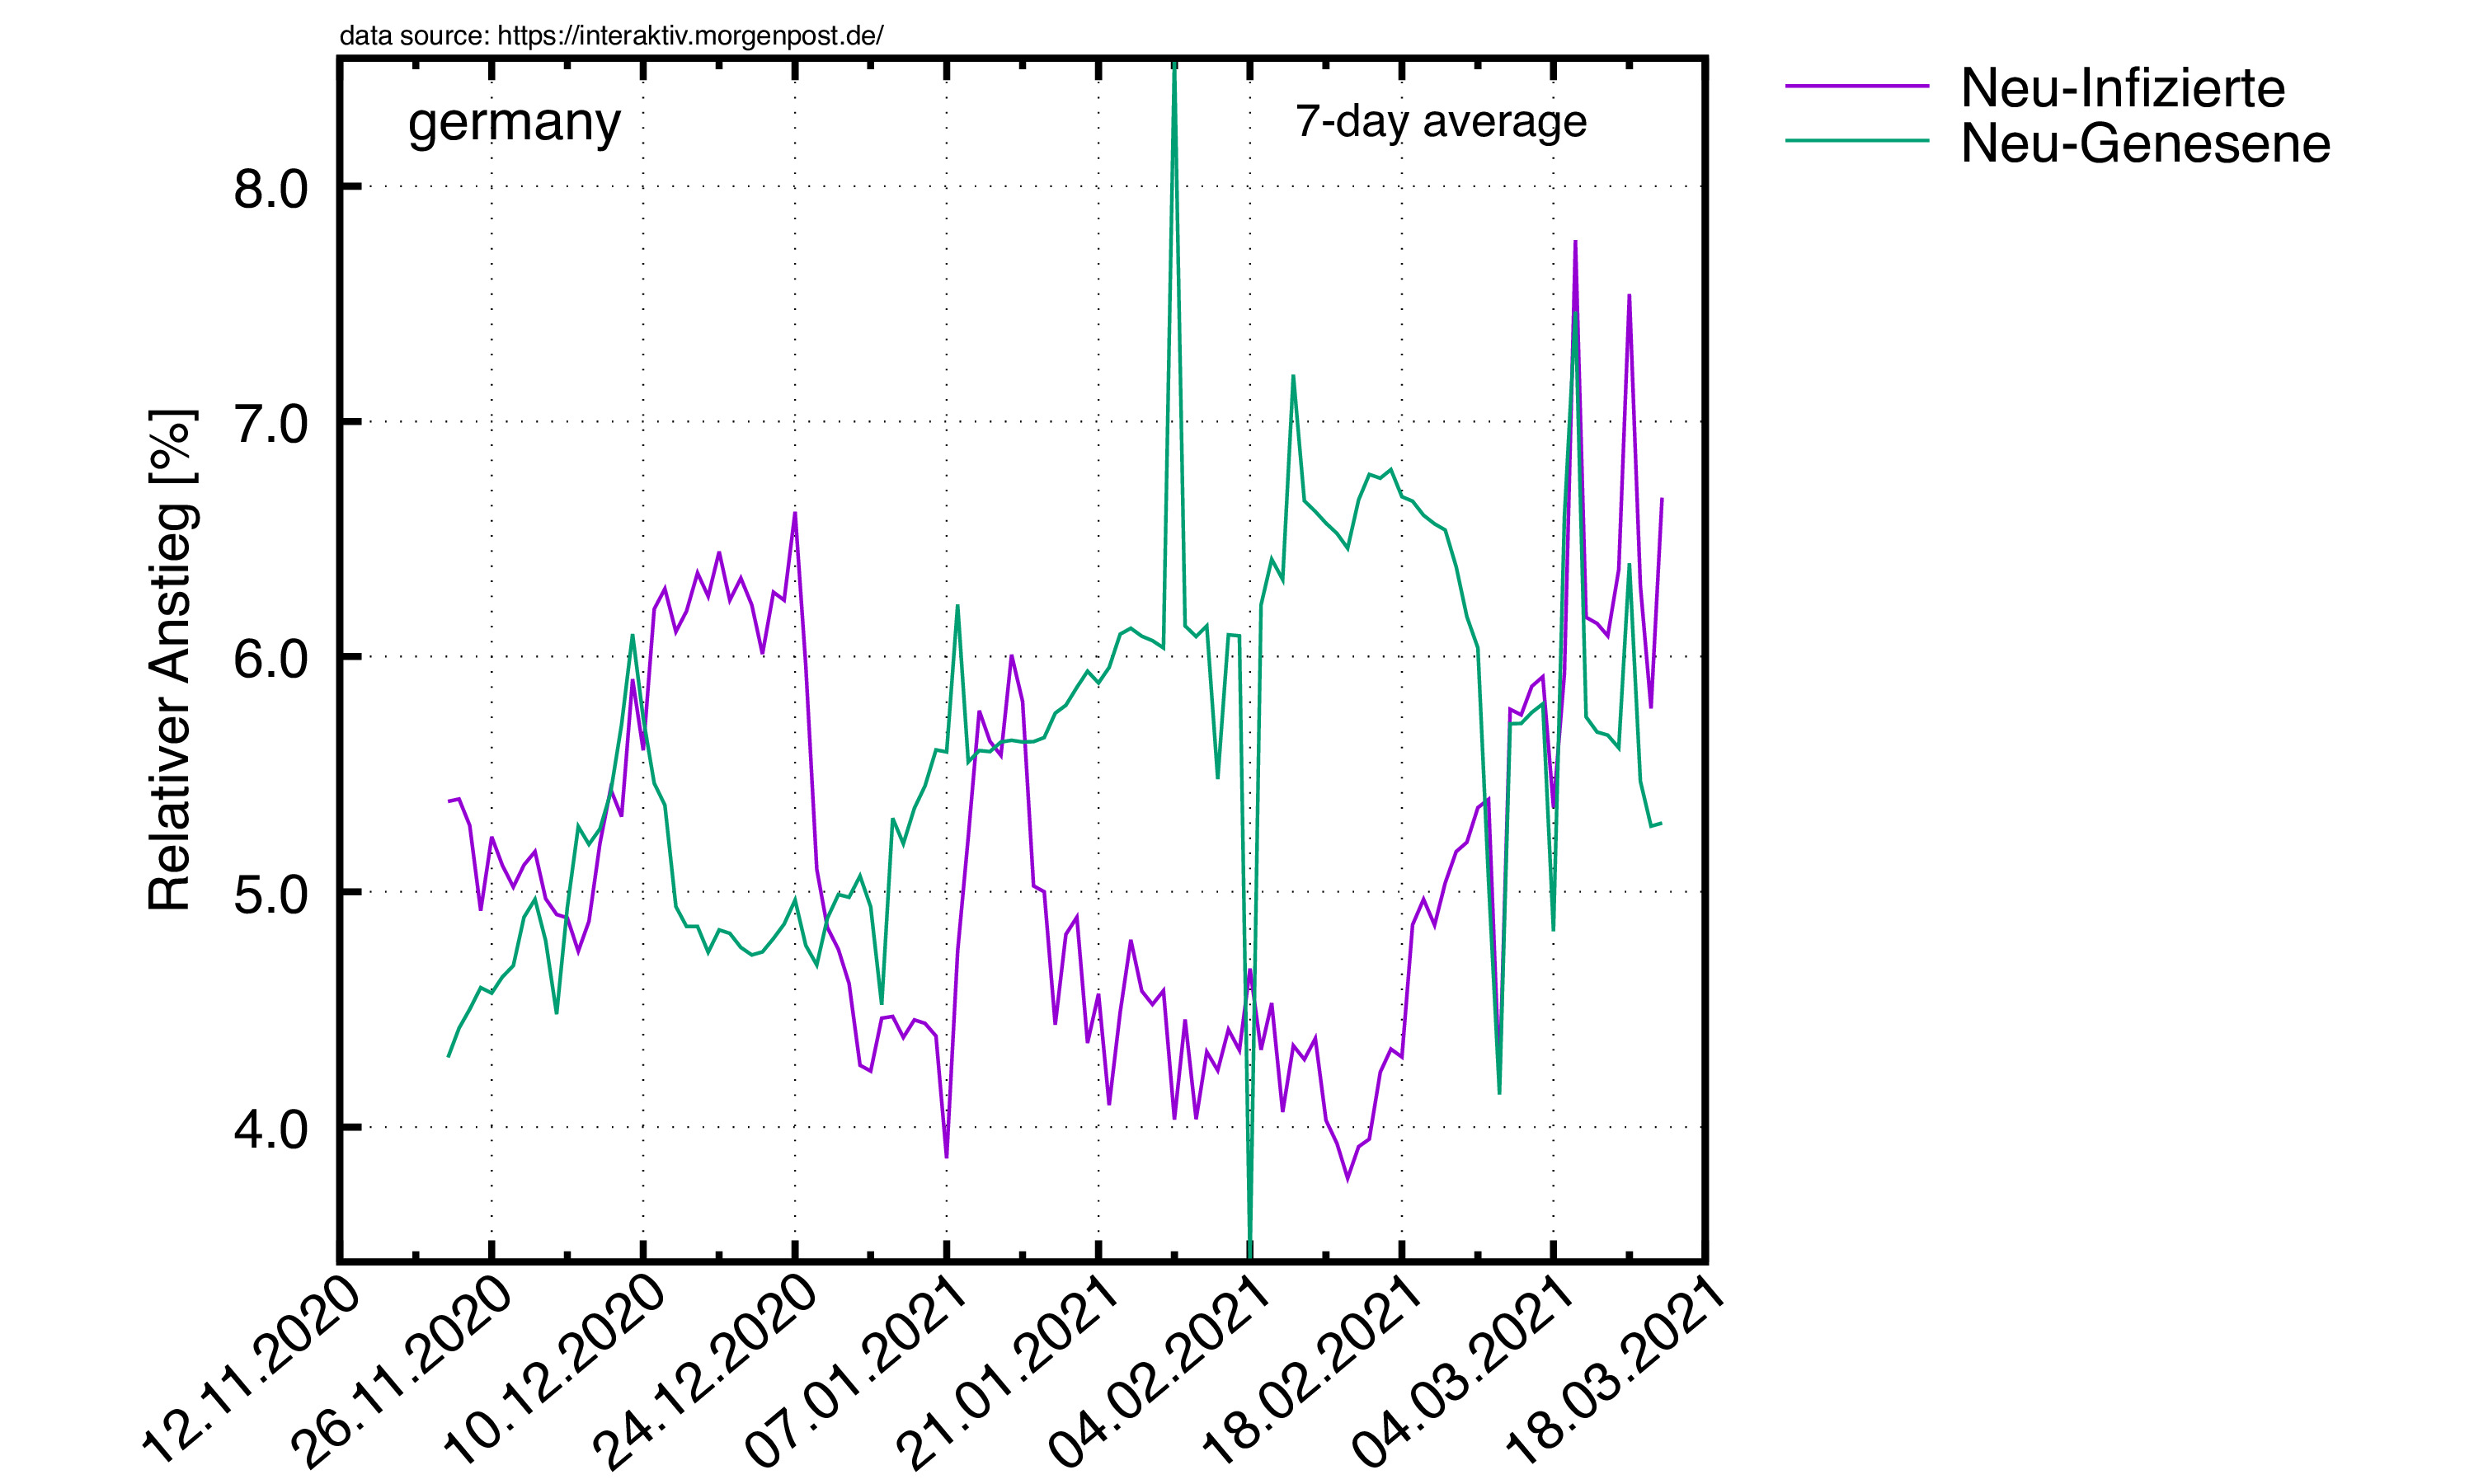 data source: https://interaktiv.morgenpost.de/
germany
7-day average
Neu-Infizierte
Neu-Genesene
Relativer Anstieg [%]
8.0
7.0
6.0
5.0
4.0
12.11.2020
26.11.2020
10.12.2020
24.12.2020
07.01.2021
21.01.2021
04.02.2021
18.02.2021
04.03.2021
18.03.2021